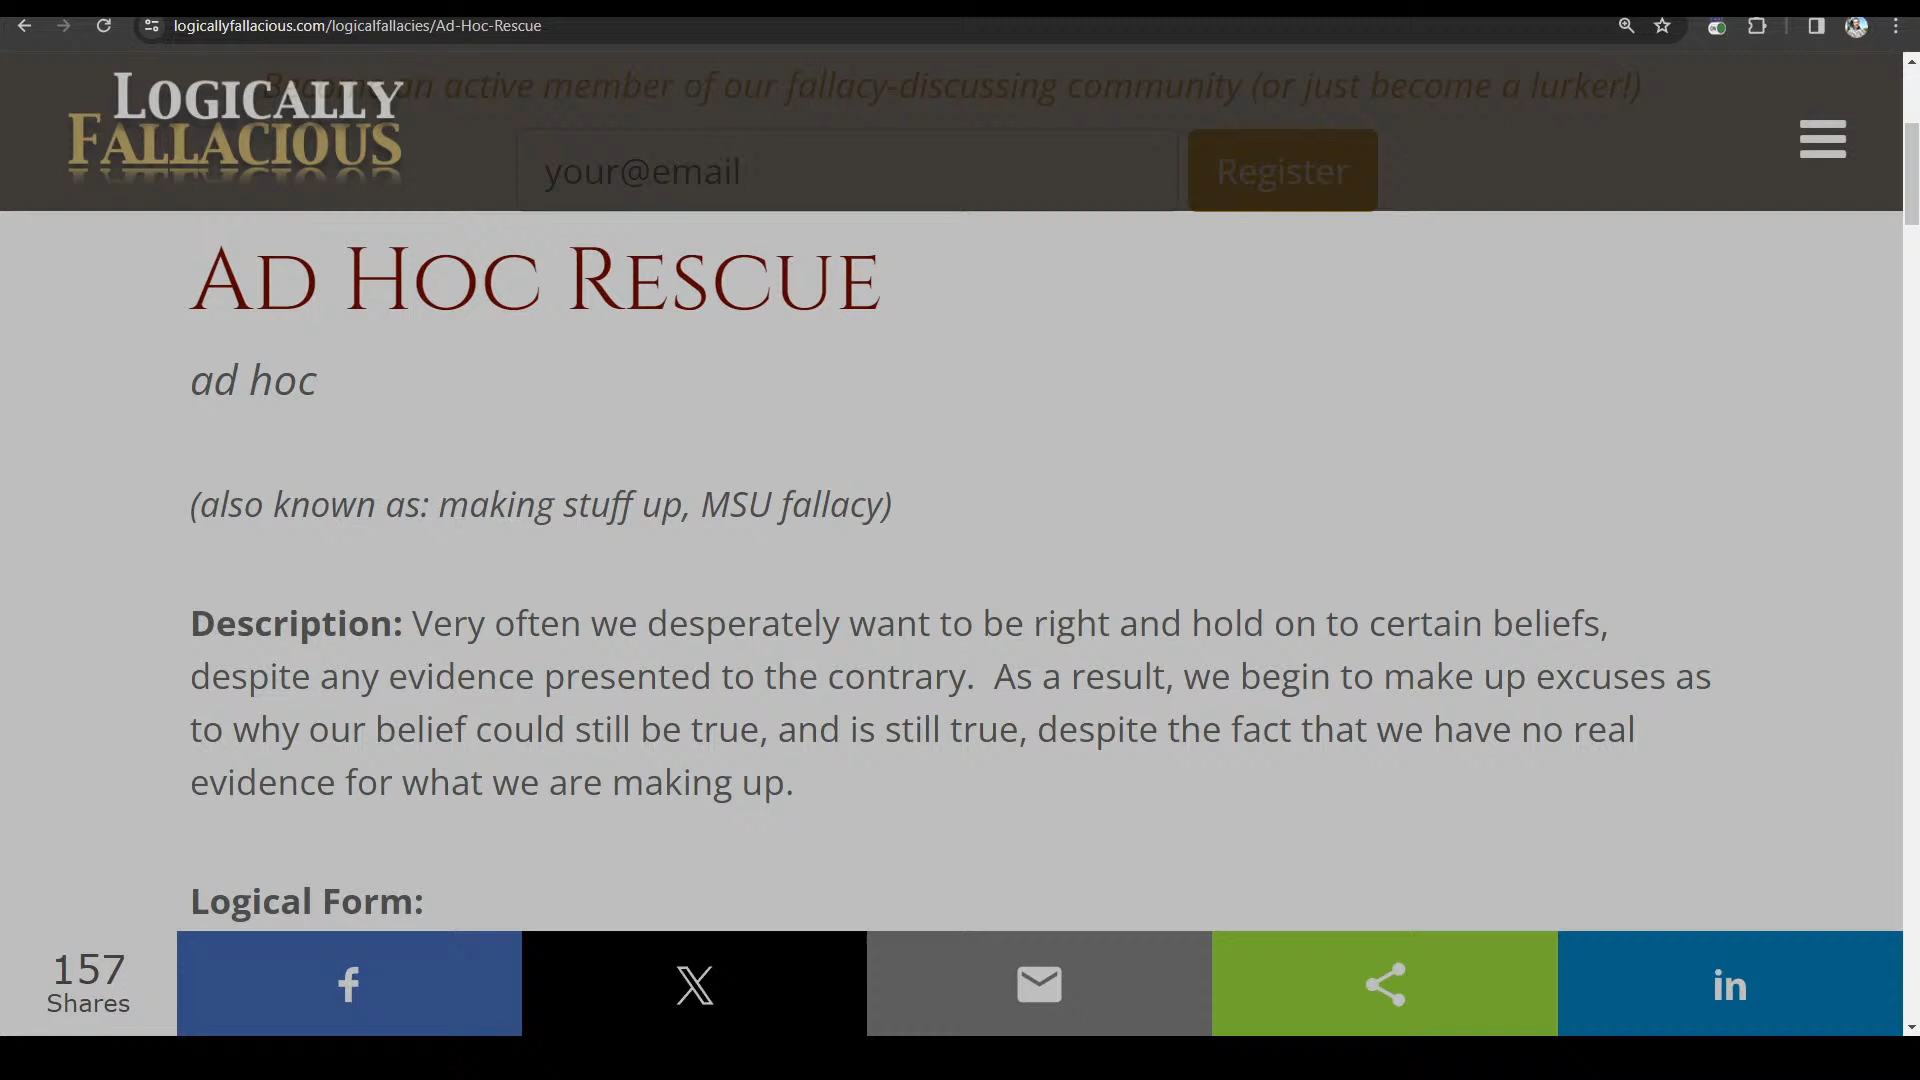 logicallyfallacious.com/logicalfallacies/Ad-Hoc-Rescue
LOGICALLY
FALLACIOUS
an active member of our fallacy-discussing community (or just become a lurker!)
your@email
Register
AD HOC RESCUE
ad hoc
(also known as: making stuff up, MSU fallacy)
Description: Very often we desperately want to be right and hold on to certain beliefs,
despite any evidence presented to the contrary.  As a result, we begin to make up excuses as
to why our belief could still be true, and is still true, despite the fact that we have no real
evidence for what we are making up.
Logical Form:
157
Shares
f
X
in